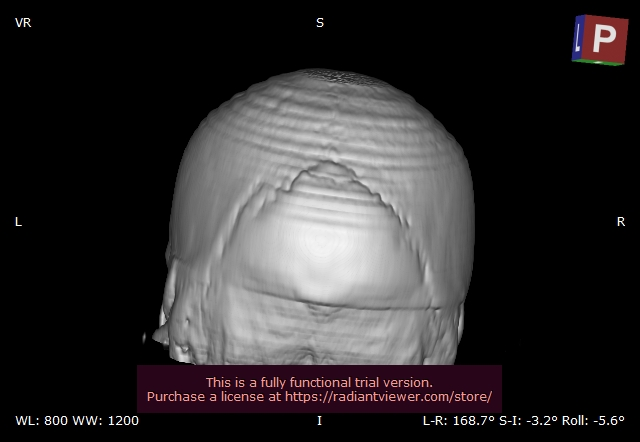 VR
S
P
L
R
This is a fully functional trial version.
Purchase a license at https://radiantviewer.com/store/
WL: 800 WW: 1200
I
L-R: 168.7° S-I: -3.2° Roll: -5.6°